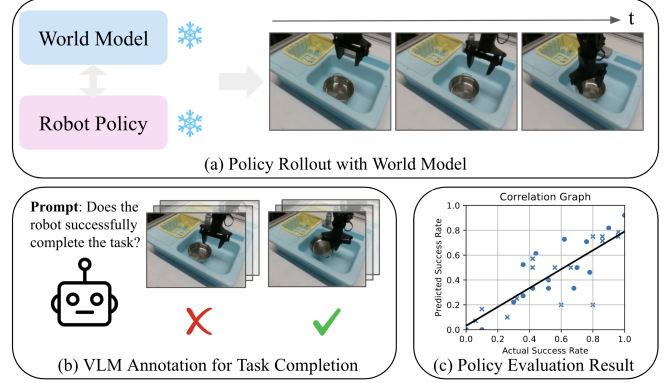 World Model
Robot Policy
t
(a) Policy Rollout with World Model
Prompt: Does the
robot successfully
complete the task?
(b) VLM Annotation for Task Completion
Correlation Graph
Predicted Success Rate
1.0
0.8
0.6
0.4
0.2
0.0
0.0 0.2 0.4 0.6 0.8 1.0
Actual Success Rate
(c) Policy Evaluation Result